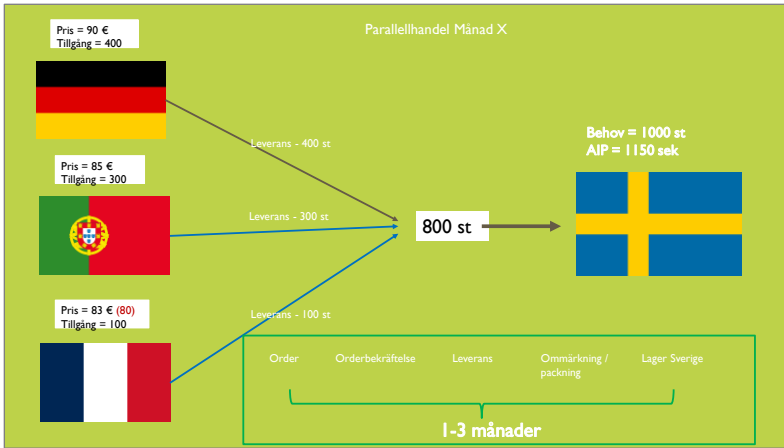 Parallellhandel Månad X
Pris = 90 €
Tillgång = 400
Leverans - 400 st
Behov = 1000 st
AIP = 1150 sek
Pris = 85 €
Tillgång = 300
Leverans - 300 st
800 st
Pris = 83 € (80)
Tillgång = 100
Leverans - 100 st
Order
Orderbekräftelse
Leverans
Ommärkning /
packning
Lager Sverige
1-3 månader